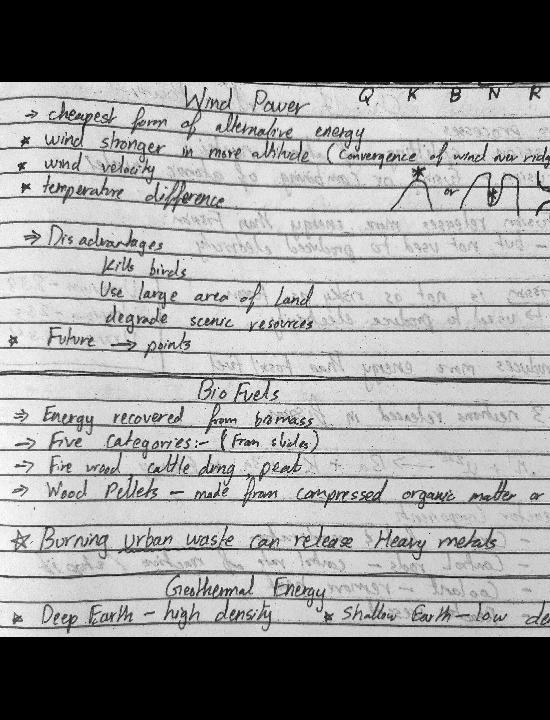 Q K B N R
Wind Power
⇒ cheapest form of alternative energy
* wind stronger in more altitude (Convergence of wind over ridg
* wind velocity
* temperature difference
or
⇒ Disadvantages
Kills birds
Use large area of Land
degrade scenic resources
* Future → points
Bio Fuels
⇒ Energy recovered from biomass
⇒ Five Categories:- (From slides)
⇒ Fire wood cattle dung peat
⇒ Wood Pellets – made from compressed organic matter or
* Burning urban waste can release Heavy metals
Geothermal Energy
* Deep Earth – high density * Shallow Earth – low de